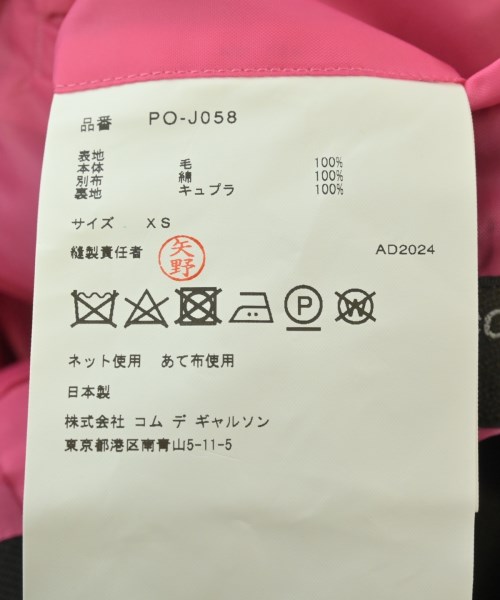 品番 PO-J058
表地
本体 毛 100%
別布 綿 100%
裏地 キュプラ 100%
サイズ XS
縫製責任者 矢野 AD2024
P W
ネット使用 あて布使用
日本製
株式会社 コム デ ギャルソン
東京都港区南青山5-11-5